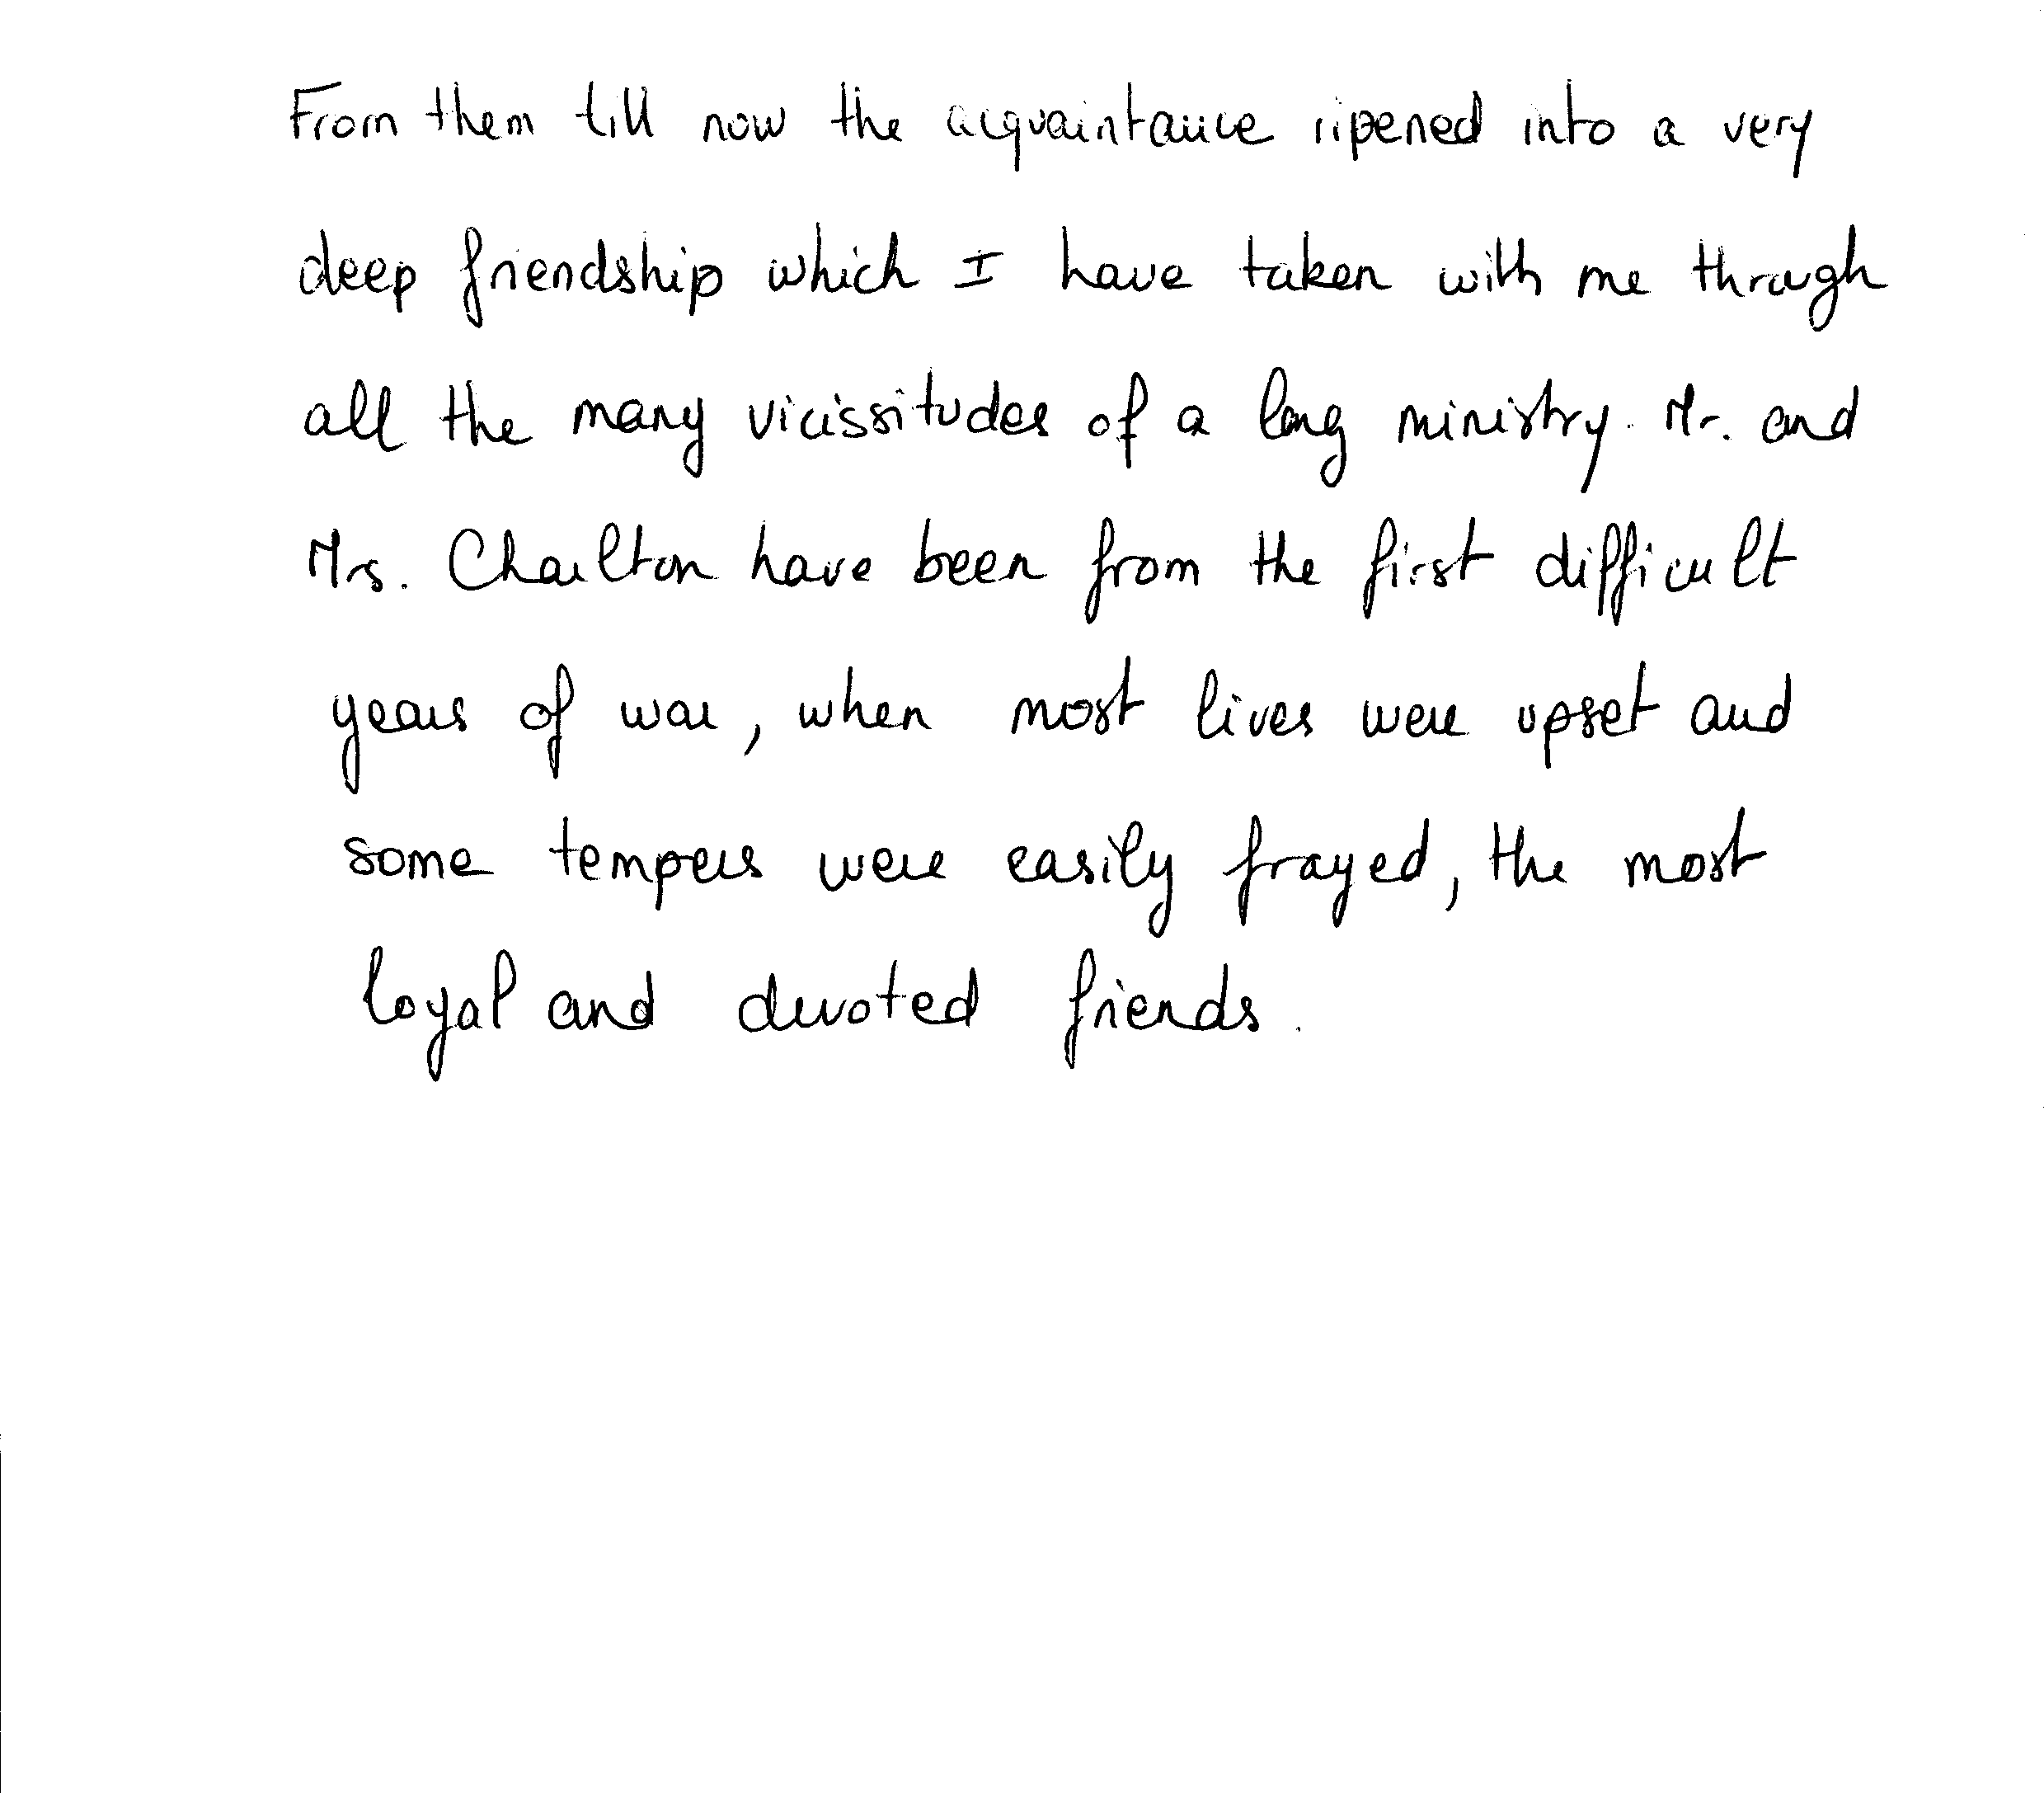 From them till now the acquaintance ripened into a very
deep friendship which I have taken with me through
all the many vicissitudes of a long ministry. Mr. and
Mrs. Charlton have been from the first difficult
years of war, when most lives were upset and
some tempers were easily frayed, the most
loyal and devoted friends.